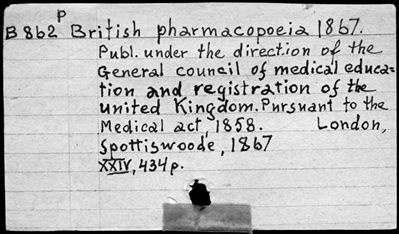 B862p British pharmacopoeia 1867.
Publ. under the direction of the
General council of medical educa=
tion and registration of the
united Kingdom. Pursuant to the
Medical act, 1858. London,
Spottiswoode, 1867
XXIV, 434p.